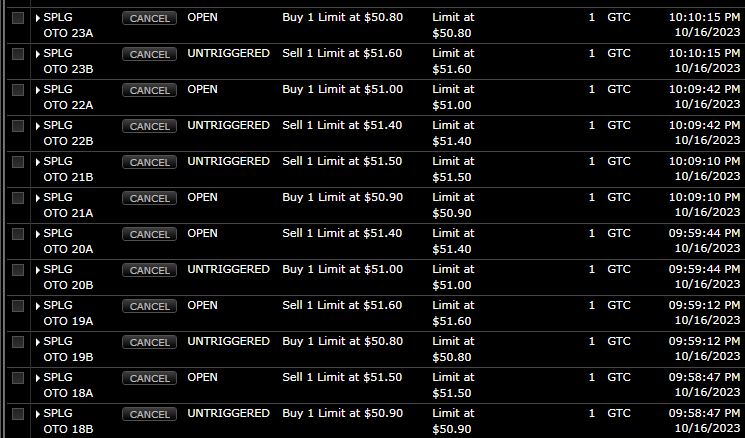 SPLG CANCEL OPEN Buy 1 Limit at $50.80 Limit at 1 GTC 10:10:15 PM
OTO 23A $50.80 10/16/2023
SPLG CANCEL UNTRIGGERED Sell 1 Limit at $51.60 Limit at 1 GTC 10:10:15 PM
OTO 23B $51.60 10/16/2023
SPLG CANCEL OPEN Buy 1 Limit at $51.00 Limit at 1 GTC 10:09:42 PM
OTO 22A $51.00 10/16/2023
SPLG CANCEL UNTRIGGERED Sell 1 Limit at $51.40 Limit at 1 GTC 10:09:42 PM
OTO 22B $51.40 10/16/2023
SPLG CANCEL UNTRIGGERED Sell 1 Limit at $51.50 Limit at 1 GTC 10:09:10 PM
OTO 21B $51.50 10/16/2023
SPLG CANCEL OPEN Buy 1 Limit at $50.90 Limit at 1 GTC 10:09:10 PM
OTO 21A $50.90 10/16/2023
SPLG CANCEL OPEN Sell 1 Limit at $51.40 Limit at 1 GTC 09:59:44 PM
OTO 20A $51.40 10/16/2023
SPLG CANCEL UNTRIGGERED Buy 1 Limit at $51.00 Limit at 1 GTC 09:59:44 PM
OTO 20B $51.00 10/16/2023
SPLG CANCEL OPEN Sell 1 Limit at $51.60 Limit at 1 GTC 09:59:12 PM
OTO 19A $51.60 10/16/2023
SPLG CANCEL UNTRIGGERED Buy 1 Limit at $50.80 Limit at 1 GTC 09:59:12 PM
OTO 19B $50.80 10/16/2023
SPLG CANCEL OPEN Sell 1 Limit at $51.50 Limit at 1 GTC 09:58:47 PM
OTO 18A $51.50 10/16/2023
SPLG CANCEL UNTRIGGERED Buy 1 Limit at $50.90 Limit at 1 GTC 09:58:47 PM
OTO 18B $50.90 10/16/2023